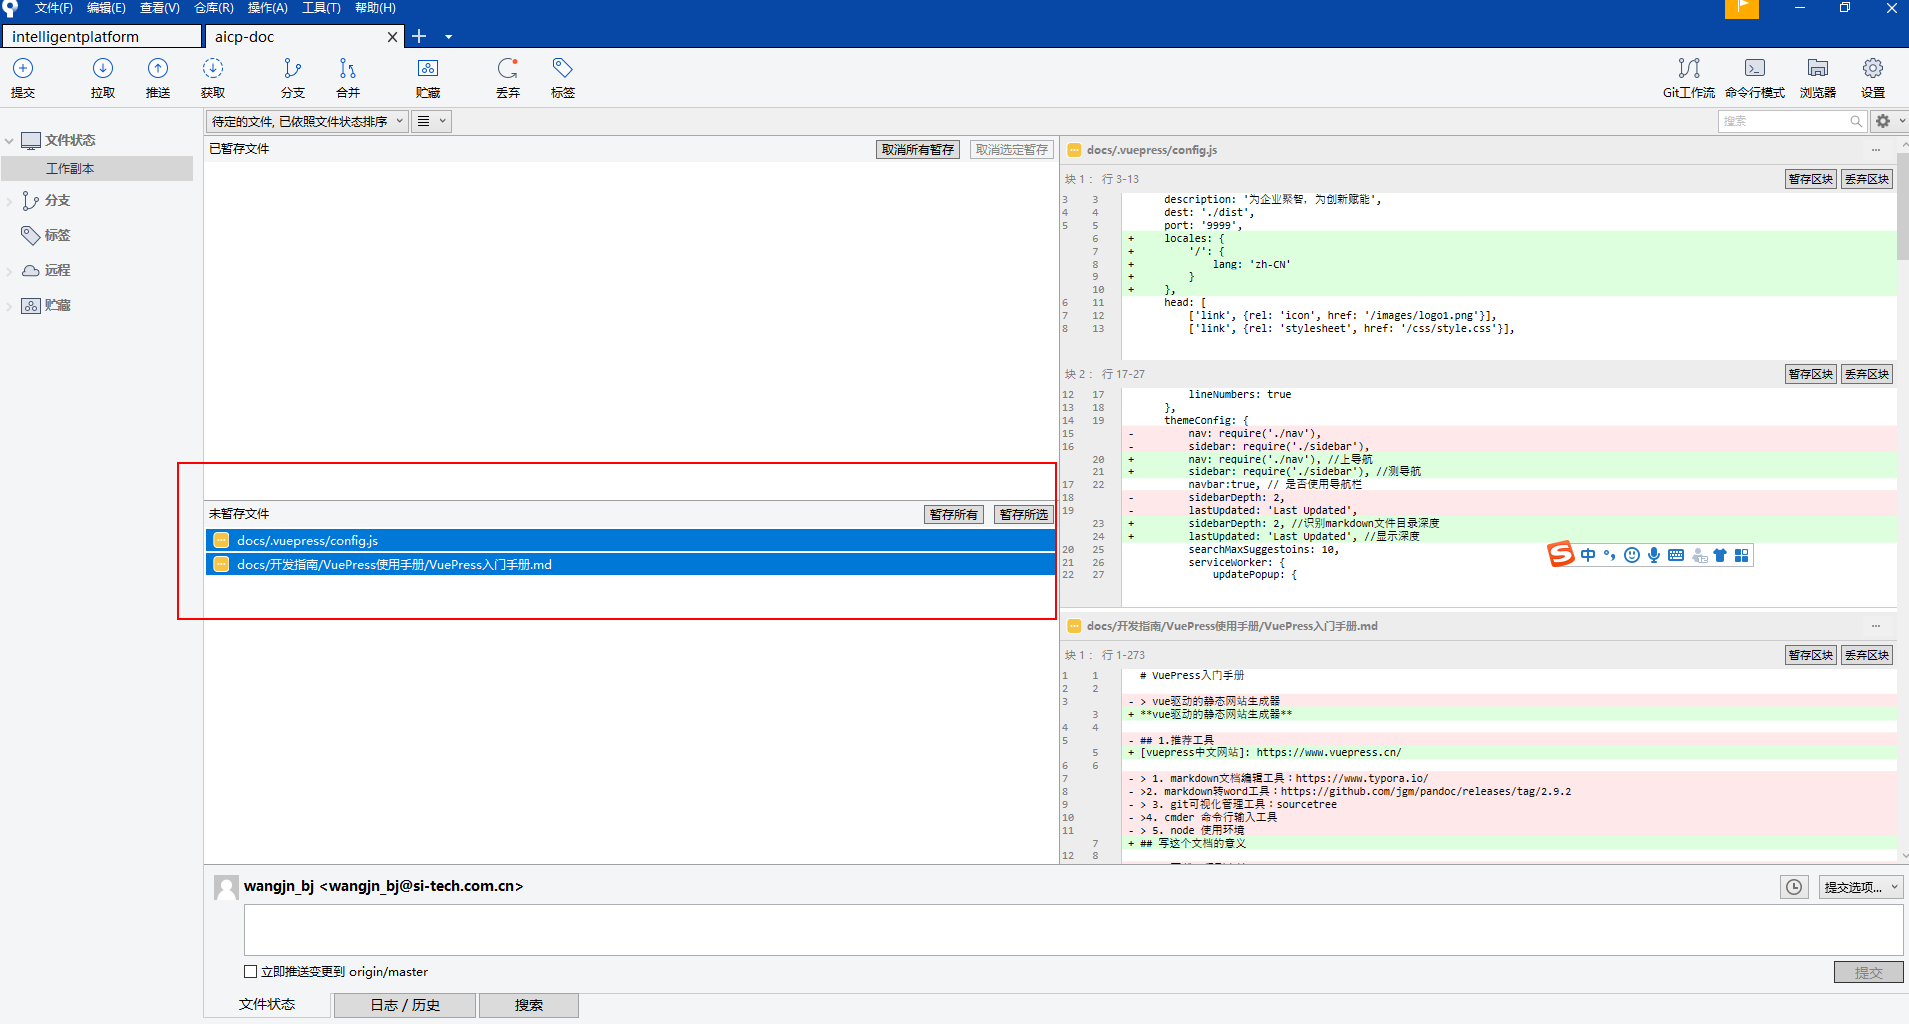 文件(F) 编辑(E) 查看(V) 仓库(R) 操作(A) 工具(T) 帮助(H)
intelligentplatform
aicp-doc
提交 拉取 推送 获取 分支 合并 贮藏 丢弃 标签 Git工作流 命令行模式 浏览器 设置
待定的文件, 已依照文件状态排序
搜索
文件状态
工作副本
分支
标签
远程
贮藏
已暂存文件
取消所有暂存 取消选定暂存
未暂存文件
暂存所有 暂存所选
docs/.vuepress/config.js
docs/开发指南/VuePress使用手册/VuePress入门手册.md
docs/.vuepress/config.js
块 1： 行 3-13
暂存区块 丢弃区块
3 3 description: '为企业聚智，为创新赋能',
4 4 dest: './dist',
5 5 port: '9999',
6 + locales: {
7 + '/': {
8 + lang: 'zh-CN'
9 + }
10 + },
6 11 head: [
7 12 ['link', {rel: 'icon', href: '/images/logo1.png'}],
8 13 ['link', {rel: 'stylesheet', href: '/css/style.css'}],
块 2： 行 17-27
暂存区块 丢弃区块
12 17 lineNumbers: true
13 18 },
14 19 themeConfig: {
15 - nav: require('./nav'),
16 - sidebar: require('./sidebar'),
20 + nav: require('./nav'), //上导航
21 + sidebar: require('./sidebar'), //测导航
17 22 navbar:true, // 是否使用导航栏
18 - sidebarDepth: 2,
19 - lastUpdated: 'Last Updated',
23 + sidebarDepth: 2, //识别markdown文件目录深度
24 + lastUpdated: 'Last Updated', //显示深度
20 25 searchMaxSuggestoins: 10,
21 26 serviceWorker: {
22 27 updatePopup: {
中
docs/开发指南/VuePress使用手册/VuePress入门手册.md
块 1： 行 1-273
暂存区块 丢弃区块
1 1 # VuePress入门手册
2 2
3 - > vue驱动的静态网站生成器
3 + **vue驱动的静态网站生成器**
4 4
5 - ## 1.推荐工具
5 + [vuepress中文网站]: https://www.vuepress.cn/
6 6
7 - > 1. markdown文档编辑工具：https://www.typora.io/
8 - >2. markdown转word工具：https://github.com/jgm/pandoc/releases/tag/2.9.2
9 - > 3. git可视化管理工具：sourcetree
10 - >4. cmder 命令行输入工具
11 - > 5. node 使用环境
7 + ## 写这个文档的意义
12 8
wangjn_bj <wangjn_bj@si-tech.com.cn>
提交选项...
立即推送变更到 origin/master
提交
文件状态 日志 / 历史 搜索